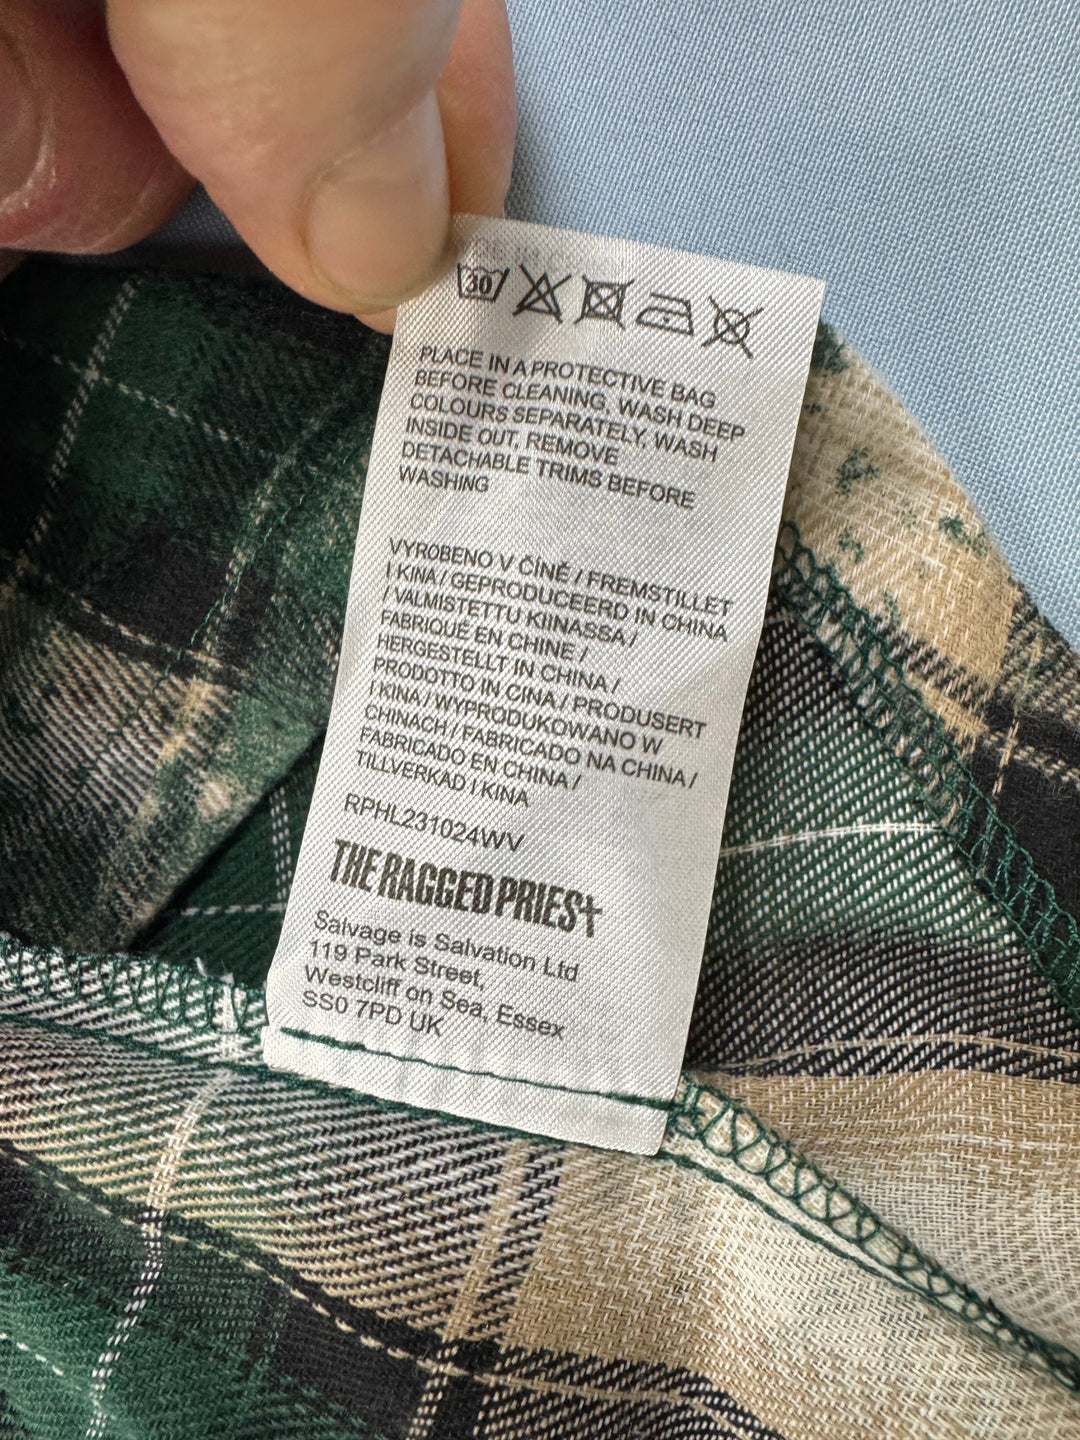 30
PLACE IN A PROTECTIVE BAG
BEFORE CLEANING, WASH DEEP
COLOURS SEPARATELY, WASH
INSIDE OUT, REMOVE
DETACHABLE TRIMS BEFORE
WASHING
VYROBENO V ČÍNĚ / FREMSTILLET
I KINA / GEPRODUCEERD IN CHINA
/ VALMISTETTU KIINASSA /
FABRIQUÉ EN CHINE /
HERGESTELLT IN CHINA /
PRODOTTO IN CINA / PRODUSERT
I KINA / WYPRODUKOWANO W
CHINACH / FABRICADO NA CHINA /
FABRICADO EN CHINA /
TILLVERKAD I KINA
RPHL231024WV
THE RAGGED PRIEST
Salvage is Salvation Ltd
119 Park Street,
Westcliff on Sea, Essex
SS0 7PD UK